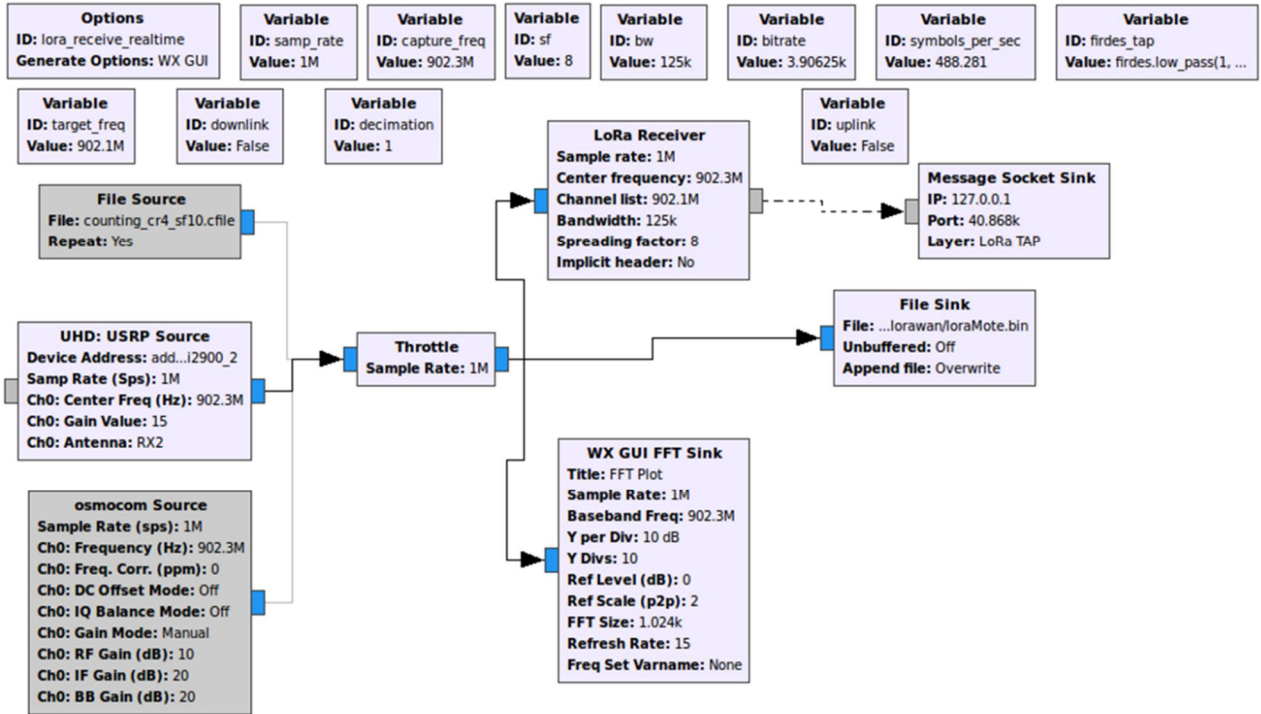 Options
ID: lora_receive_realtime
Generate Options: WX GUI
Variable
ID: samp_rate
Value: 1M
Variable
ID: capture_freq
Value: 902.3M
Variable
ID: sf
Value: 8
Variable
ID: bw
Value: 125k
Variable
ID: bitrate
Value: 3.90625k
Variable
ID: symbols_per_sec
Value: 488.281
Variable
ID: firdes_tap
Value: firdes.low_pass(1, ...
Variable
ID: target_freq
Value: 902.1M
Variable
ID: downlink
Value: False
Variable
ID: decimation
Value: 1
Variable
ID: uplink
Value: False
File Source
File: counting_cr4_sf10.cfile
Repeat: Yes
LoRa Receiver
Sample rate: 1M
Center frequency: 902.3M
Channel list: 902.1M
Bandwidth: 125k
Spreading factor: 8
Implicit header: No
Message Socket Sink
IP: 127.0.0.1
Port: 40.868k
Layer: LoRa TAP
UHD: USRP Source
Device Address: add...i2900_2
Samp Rate (Sps): 1M
Ch0: Center Freq (Hz): 902.3M
Ch0: Gain Value: 15
Ch0: Antenna: RX2
Throttle
Sample Rate: 1M
File Sink
File: ...lorawan/loraMote.bin
Unbuffered: Off
Append file: Overwrite
osmocom Source
Sample Rate (sps): 1M
Ch0: Frequency (Hz): 902.3M
Ch0: Freq. Corr. (ppm): 0
Ch0: DC Offset Mode: Off
Ch0: IQ Balance Mode: Off
Ch0: Gain Mode: Manual
Ch0: RF Gain (dB): 10
Ch0: IF Gain (dB): 20
Ch0: BB Gain (dB): 20
WX GUI FFT Sink
Title: FFT Plot
Sample Rate: 1M
Baseband Freq: 902.3M
Y per Div: 10 dB
Y Divs: 10
Ref Level (dB): 0
Ref Scale (p2p): 2
FFT Size: 1.024k
Refresh Rate: 15
Freq Set Varname: None